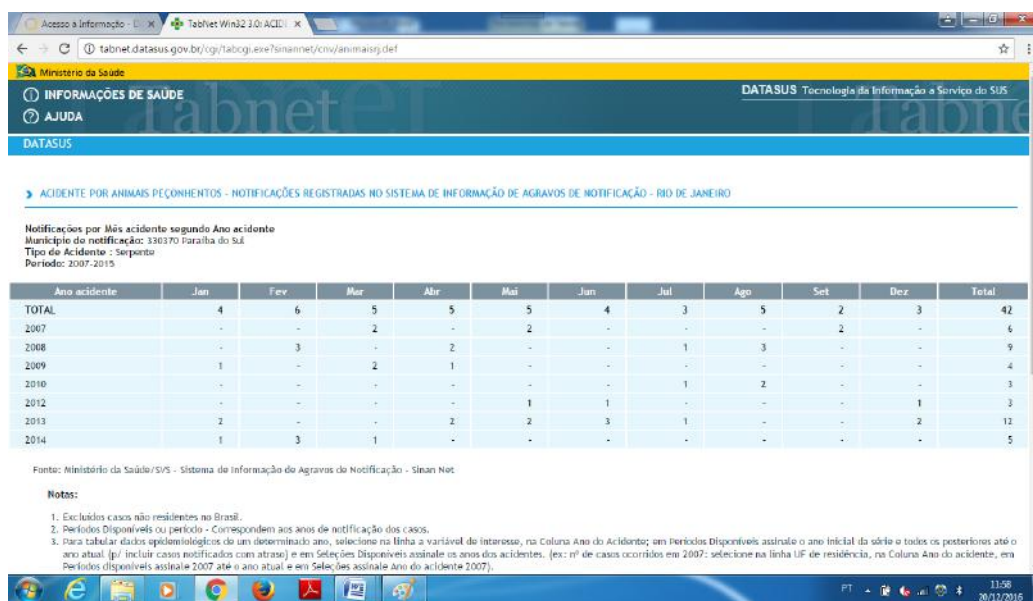 Acesso a Informação - D
TabNet Win32 3.0: ACID
tabnet.datasus.gov.br/cgi/tabcgi.exe?sinannet/cnv/animaisrj.def
Ministério da Saúde
INFORMAÇÕES DE SAÚDE
DATASUS Tecnologia da Informação a Serviço do SUS
AJUDA
Tabnet
DATASUS
ACIDENTE POR ANIMAIS PEÇONHENTOS - NOTIFICAÇÕES REGISTRADAS NO SISTEMA DE INFORMAÇÃO DE AGRAVOS DE NOTIFICAÇÃO - RIO DE JANEIRO
Notificações por Mês acidente segundo Ano acidente
Município de notificação: 330370 Paraíba do Sul
Tipo de Acidente : Serpente
Período: 2007-2015
Ano acidente Jan Fev Mar Abr Mai Jun Jul Ago Set Dez Total
TOTAL 4 6 5 5 5 4 3 5 2 3 42
2007 - - 2 - 2 - - - 2 - 6
2008 - 3 - 2 - - 1 3 - - 9
2009 1 - 2 1 - - - - - - 4
2010 - - - - - - 1 2 - - 3
2012 - - - - 1 1 - - - 1 3
2013 2 - - 2 2 3 1 - - 2 12
2014 1 3 1 - - - - - - - 5
Fonte: Ministério da Saúde/SVS - Sistema de Informação de Agravos de Notificação - Sinan Net
Notas:
1. Excluídos casos não residentes no Brasil.
2. Períodos Disponíveis ou período - Correspondem aos anos de notificação dos casos.
3. Para tabular dados epidemiológicos de um determinado ano, selecione na linha a variável de interesse, na Coluna Ano do Acidente; em Períodos Disponíveis assinale o ano inicial da série e todos os posteriores até o
ano atual (p/ incluir casos notificados com atraso) e em Seleções Disponíveis assinale os anos dos acidentes. (ex: nº de casos ocorridos em 2007: selecione na linha UF de residência, na Coluna Ano do acidente, em
Períodos disponíveis assinale 2007 até o ano atual e em Seleções assinale Ano do acidente 2007).
PT
11:58
20/12/2016